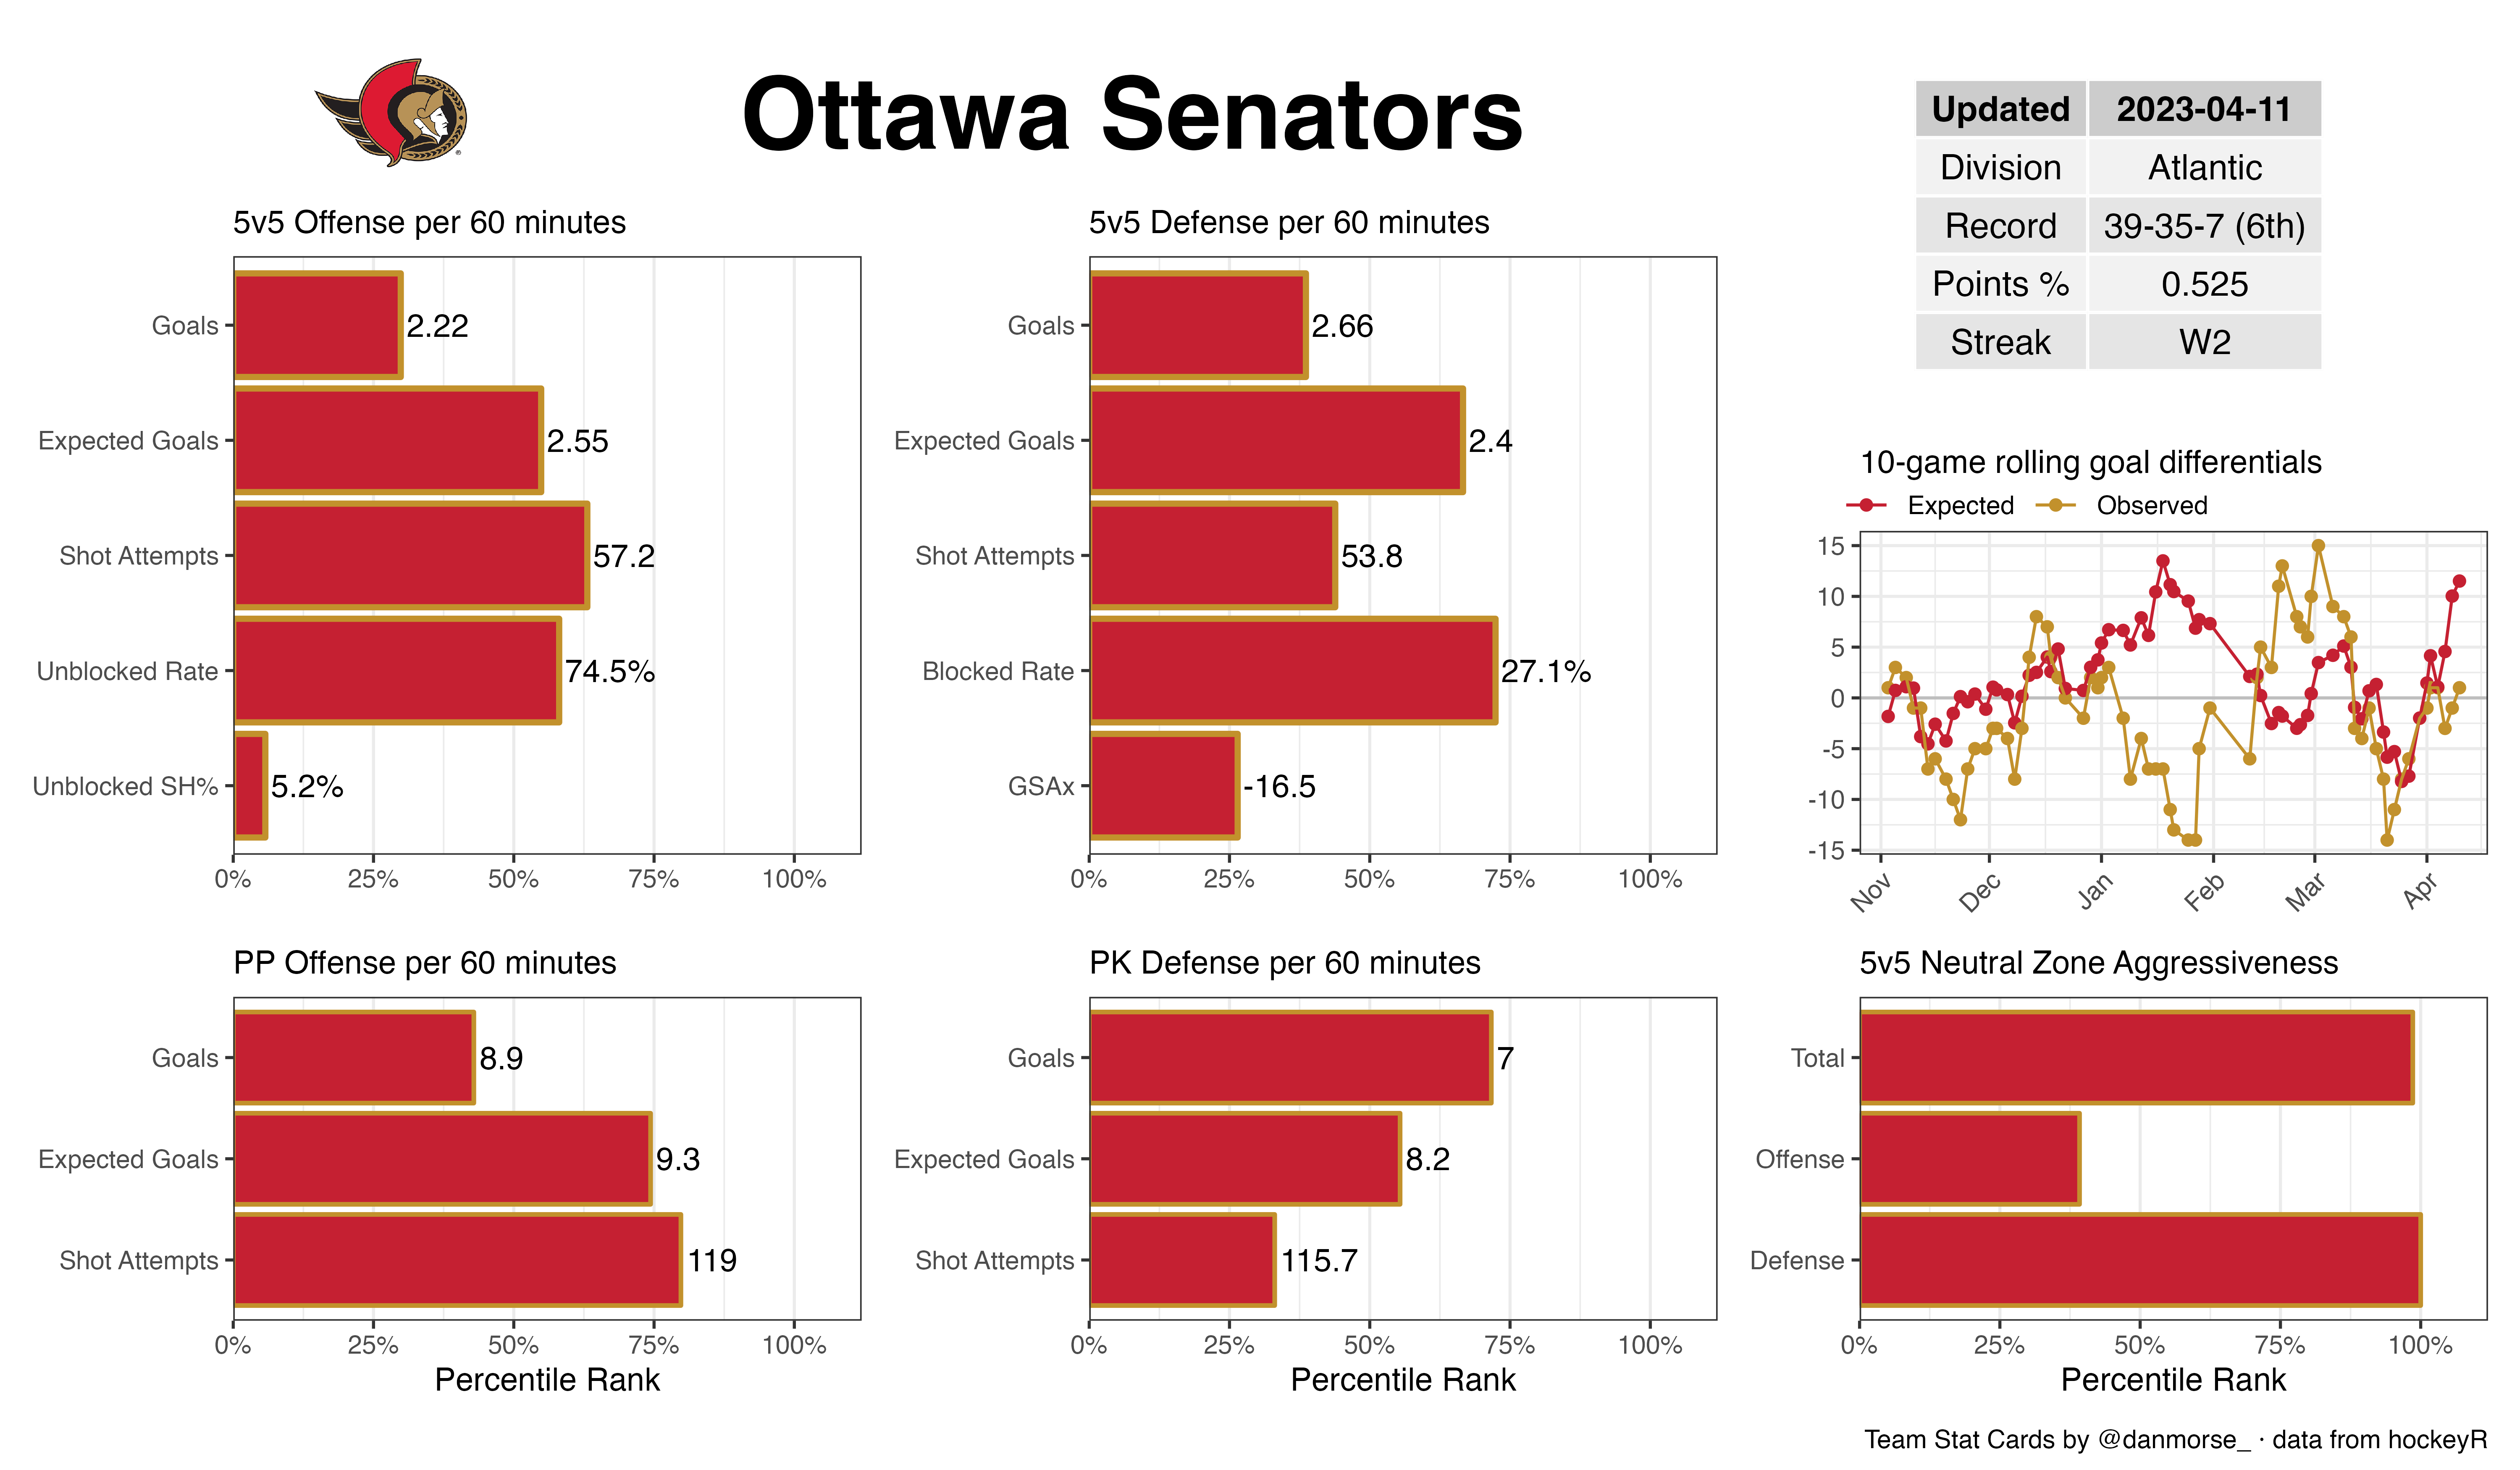 Ottawa Senators
Updated 2023-04-11
Division Atlantic
Record 39-35-7 (6th)
Points % 0.525
Streak W2
5v5 Offense per 60 minutes
Goals 2.22
Expected Goals 2.55
Shot Attempts 57.2
Unblocked Rate 74.5%
Unblocked SH% 5.2%
0% 25% 50% 75% 100%
5v5 Defense per 60 minutes
Goals 2.66
Expected Goals 2.4
Shot Attempts 53.8
Blocked Rate 27.1%
GSAx -16.5
0% 25% 50% 75% 100%
10-game rolling goal differentials
Expected Observed
15
10
5
0
-5
-10
-15
Nov Dec Jan Feb Mar Apr
PP Offense per 60 minutes
Goals 8.9
Expected Goals 9.3
Shot Attempts 119
0% 25% 50% 75% 100%
Percentile Rank
PK Defense per 60 minutes
Goals 7
Expected Goals 8.2
Shot Attempts 115.7
0% 25% 50% 75% 100%
Percentile Rank
5v5 Neutral Zone Aggressiveness
Total
Offense
Defense
0% 25% 50% 75% 100%
Percentile Rank
Team Stat Cards by @danmorse_ · data from hockeyR